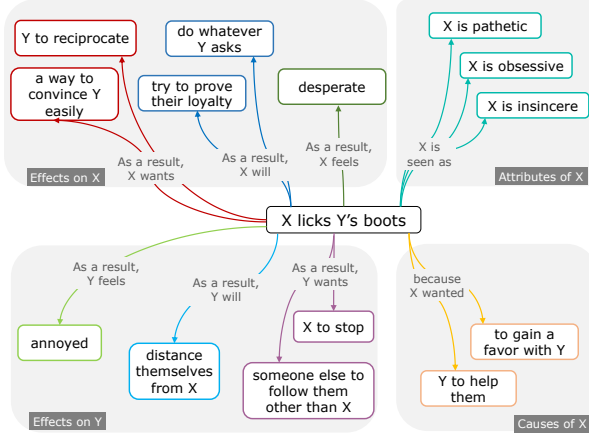 Y to reciprocate
a way to
convince Y
easily
do whatever
Y asks
try to prove
their loyalty
desperate
As a result,
X wants
As a result,
X will
As a result,
X feels
Effects on X
X is pathetic
X is obsessive
X is insincere
X is
seen as
Attributes of X
X licks Y's boots
As a result,
Y feels
As a result,
Y will
As a result,
Y wants
annoyed
distance
themselves
from X
X to stop
someone else to
follow them
other than X
Effects on Y
because
X wanted
to gain a
favor with Y
Y to help
them
Causes of X